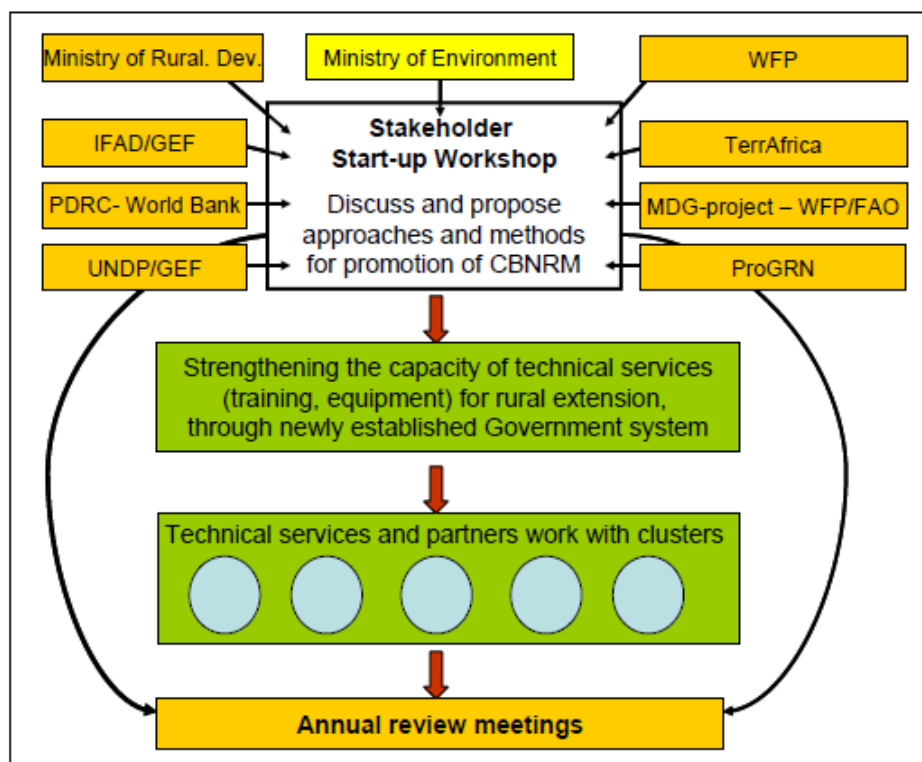 Ministry of Rural. Dev.
Ministry of Environment
WFP
IFAD/GEF
TerrAfrica
PDRC- World Bank
MDG-project – WFP/FAO
UNDP/GEF
ProGRN
Stakeholder
Start-up Workshop
Discuss and propose
approaches and methods
for promotion of CBNRM
Strengthening the capacity of technical services
(training, equipment) for rural extension,
through newly established Government system
Technical services and partners work with clusters
Annual review meetings